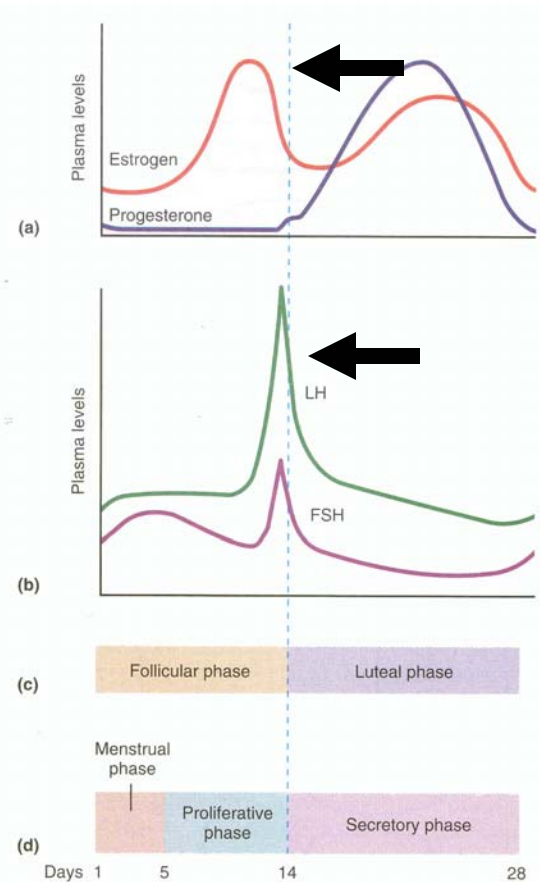 Plasma levels
Estrogen
Progesterone
(a)
Plasma levels
LH
FSH
(b)
Follicular phase
Luteal phase
(c)
Menstrual
phase
Proliferative
phase
Secretory phase
(d)
Days 1 5 14 28